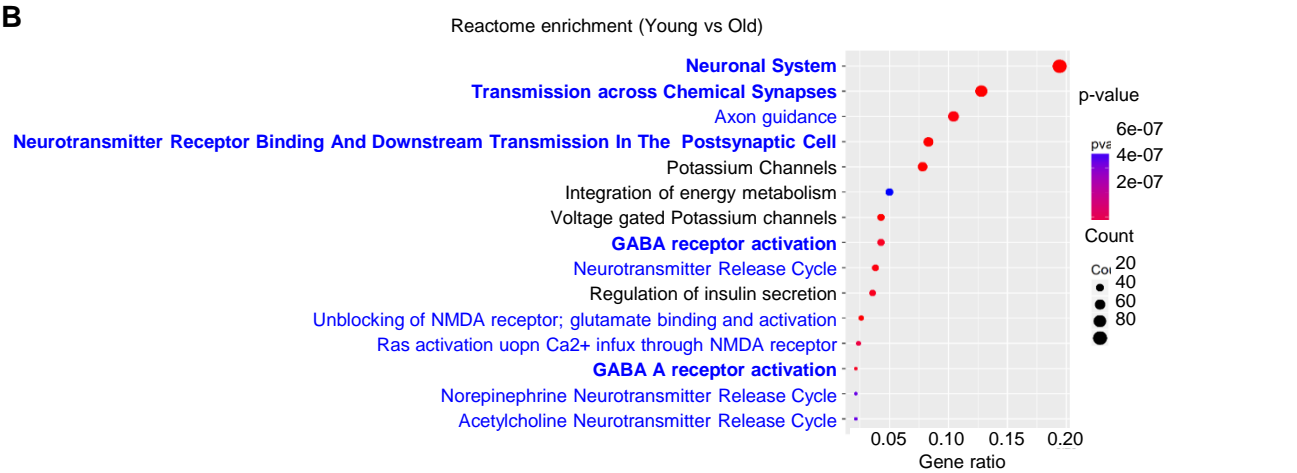 B
Reactome enrichment (Young vs Old)
Neuronal System
Transmission across Chemical Synapses
Axon guidance
Neurotransmitter Receptor Binding And Downstream Transmission In The Postsynaptic Cell
Potassium Channels
Integration of energy metabolism
Voltage gated Potassium channels
GABA receptor activation
Neurotransmitter Release Cycle
Regulation of insulin secretion
Unblocking of NMDA receptor; glutamate binding and activation
Ras activation uopn Ca2+ infux through NMDA receptor
GABA A receptor activation
Norepinephrine Neurotransmitter Release Cycle
Acetylcholine Neurotransmitter Release Cycle
0.05 0.10 0.15 0.20
Gene ratio
p-value
pva
6e-07
4e-07
2e-07
Count
Cou
20
40
60
80